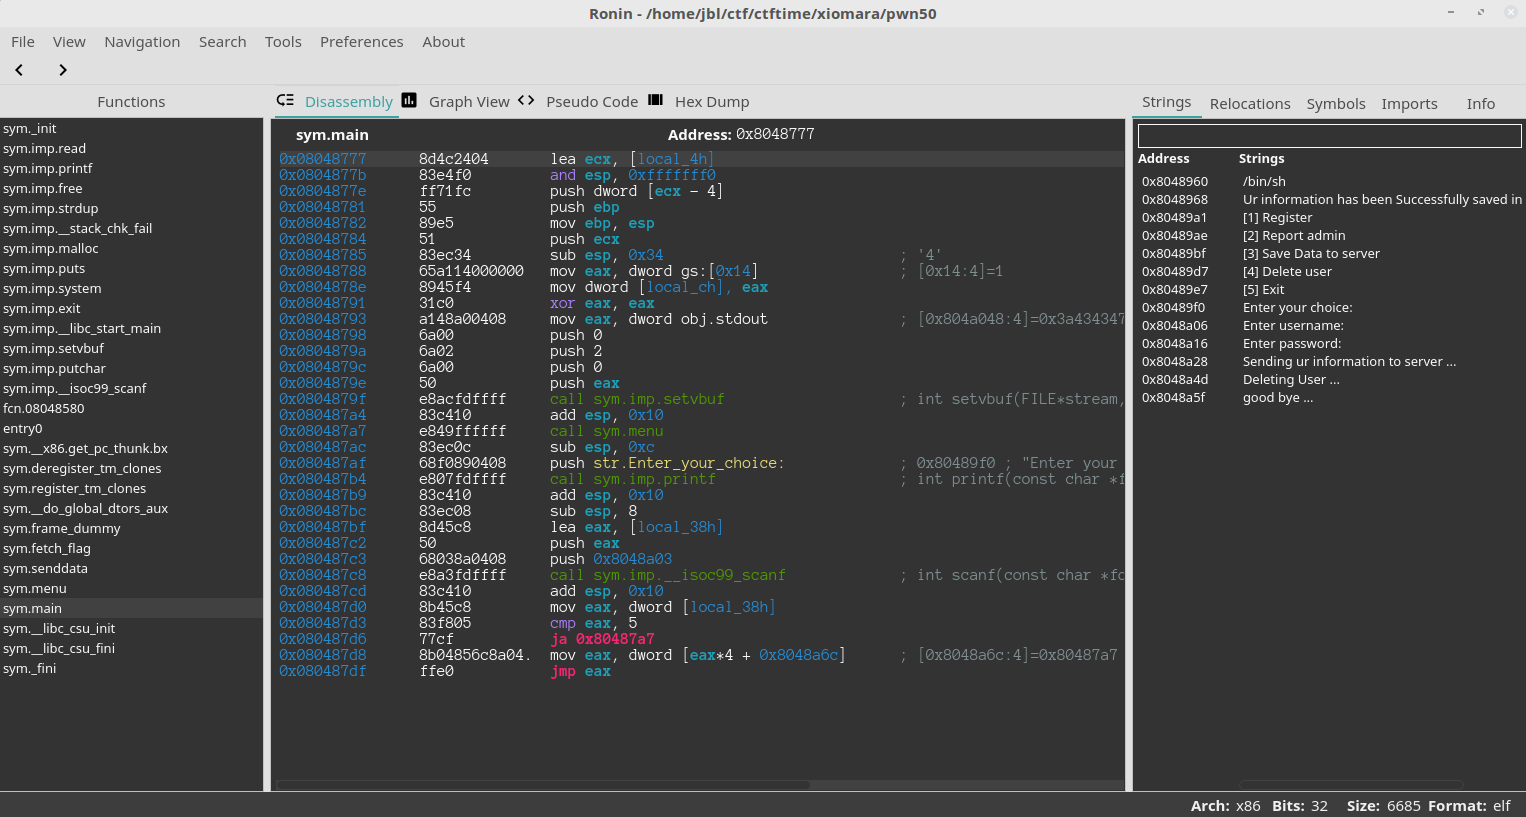 Ronin - /home/jbl/ctf/ctftime/xiomara/pwn50
File View Navigation Search Tools Preferences About
Functions
sym._init
sym.imp.read
sym.imp.printf
sym.imp.free
sym.imp.strdup
sym.imp.__stack_chk_fail
sym.imp.malloc
sym.imp.puts
sym.imp.system
sym.imp.exit
sym.imp.__libc_start_main
sym.imp.setvbuf
sym.imp.putchar
sym.imp.__isoc99_scanf
fcn.08048580
entry0
sym.__x86.get_pc_thunk.bx
sym.deregister_tm_clones
sym.register_tm_clones
sym.__do_global_dtors_aux
sym.frame_dummy
sym.fetch_flag
sym.senddata
sym.menu
sym.main
sym.__libc_csu_init
sym.__libc_csu_fini
sym._fini
Disassembly Graph View Pseudo Code Hex Dump
sym.main Address: 0x8048777
0x08048777 8d4c2404 lea ecx, [local_4h]
0x0804877b 83e4f0 and esp, 0xfffffff0
0x0804877e ff71fc push dword [ecx - 4]
0x08048781 55 push ebp
0x08048782 89e5 mov ebp, esp
0x08048784 51 push ecx
0x08048785 83ec34 sub esp, 0x34 ; '4'
0x08048788 65a114000000 mov eax, dword gs:[0x14] ; [0x14:4]=1
0x0804878e 8945f4 mov dword [local_ch], eax
0x08048791 31c0 xor eax, eax
0x08048793 a148a00408 mov eax, dword obj.stdout ; [0x804a048:4]=0x3a434347
0x08048798 6a00 push 0
0x0804879a 6a02 push 2
0x0804879c 6a00 push 0
0x0804879e 50 push eax
0x0804879f e8acfdffff call sym.imp.setvbuf ; int setvbuf(FILE*stream,
0x080487a4 83c410 add esp, 0x10
0x080487a7 e849ffffff call sym.menu
0x080487ac 83ec0c sub esp, 0xc
0x080487af 68f0890408 push str.Enter_your_choice: ; 0x80489f0 ; "Enter your
0x080487b4 e807fdffff call sym.imp.printf ; int printf(const char *f
0x080487b9 83c410 add esp, 0x10
0x080487bc 83ec08 sub esp, 8
0x080487bf 8d45c8 lea eax, [local_38h]
0x080487c2 50 push eax
0x080487c3 68038a0408 push 0x8048a03
0x080487c8 e8a3fdffff call sym.imp.__isoc99_scanf ; int scanf(const char *fo
0x080487cd 83c410 add esp, 0x10
0x080487d0 8b45c8 mov eax, dword [local_38h]
0x080487d3 83f805 cmp eax, 5
0x080487d6 77cf ja 0x80487a7
0x080487d8 8b04856c8a04. mov eax, dword [eax*4 + 0x8048a6c] ; [0x8048a6c:4]=0x80487a7
0x080487df ffe0 jmp eax
Strings Relocations Symbols Imports Info
Address Strings
0x8048960 /bin/sh
0x8048968 Ur information has been Successfully saved in
0x80489a1 [1] Register
0x80489ae [2] Report admin
0x80489bf [3] Save Data to server
0x80489d7 [4] Delete user
0x80489e7 [5] Exit
0x80489f0 Enter your choice:
0x8048a06 Enter username:
0x8048a16 Enter password:
0x8048a28 Sending ur information to server ...
0x8048a4d Deleting User ...
0x8048a5f good bye ...
Arch: x86 Bits: 32 Size: 6685 Format: elf